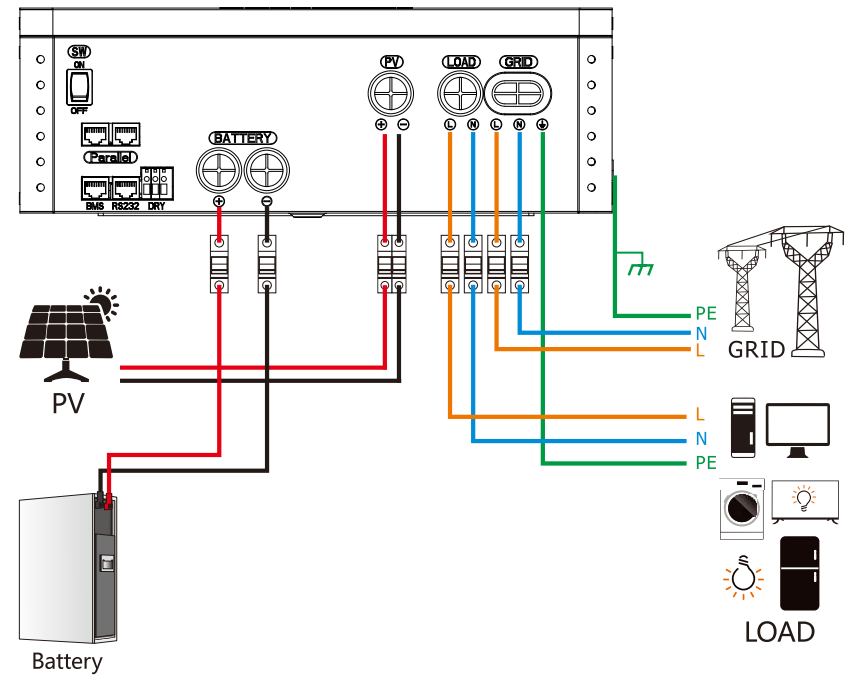 SW
ON
OFF
PV
LOAD
GRID
+ − L N L N
BATTERY
Parallel
BMS RS232 DRY
+ −
PE
N
L
GRID
PV
L
N
PE
LOAD
Battery